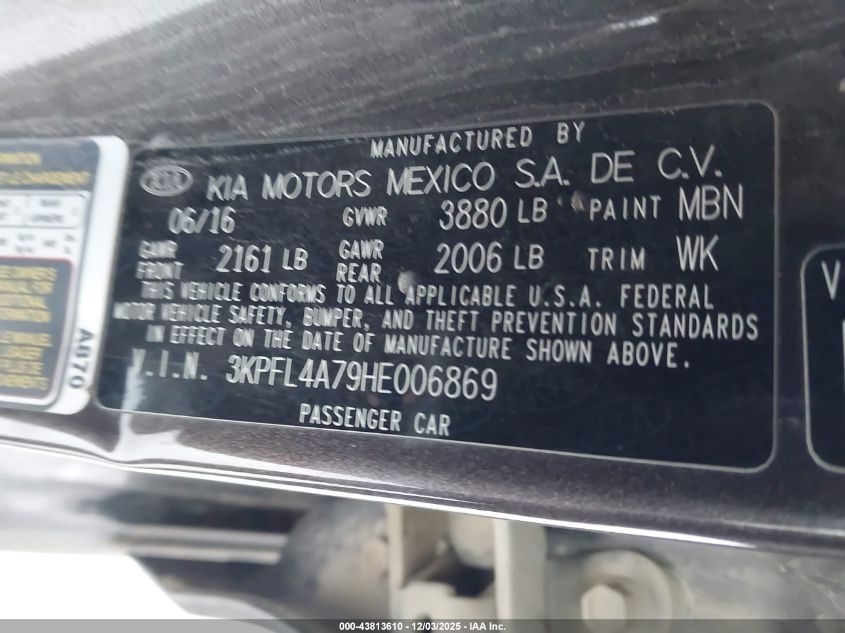 MANUFACTURED BY
KIA KIA MOTORS MEXICO S.A. DE C.V.
06/16 GVWR 3880 LB PAINT MBN
GAWR FRONT 2161 LB GAWR REAR 2006 LB TRIM WK
THIS VEHICLE CONFORMS TO ALL APPLICABLE U.S.A. FEDERAL
MOTOR VEHICLE SAFETY, BUMPER, AND THEFT PREVENTION STANDARDS
IN EFFECT ON THE DATE OF MANUFACTURE SHOWN ABOVE.
V.I.N. 3KPFL4A79HE006869
PASSENGER CAR
A870
V
000-43813610 - 12/03/2025 - IAA Inc.